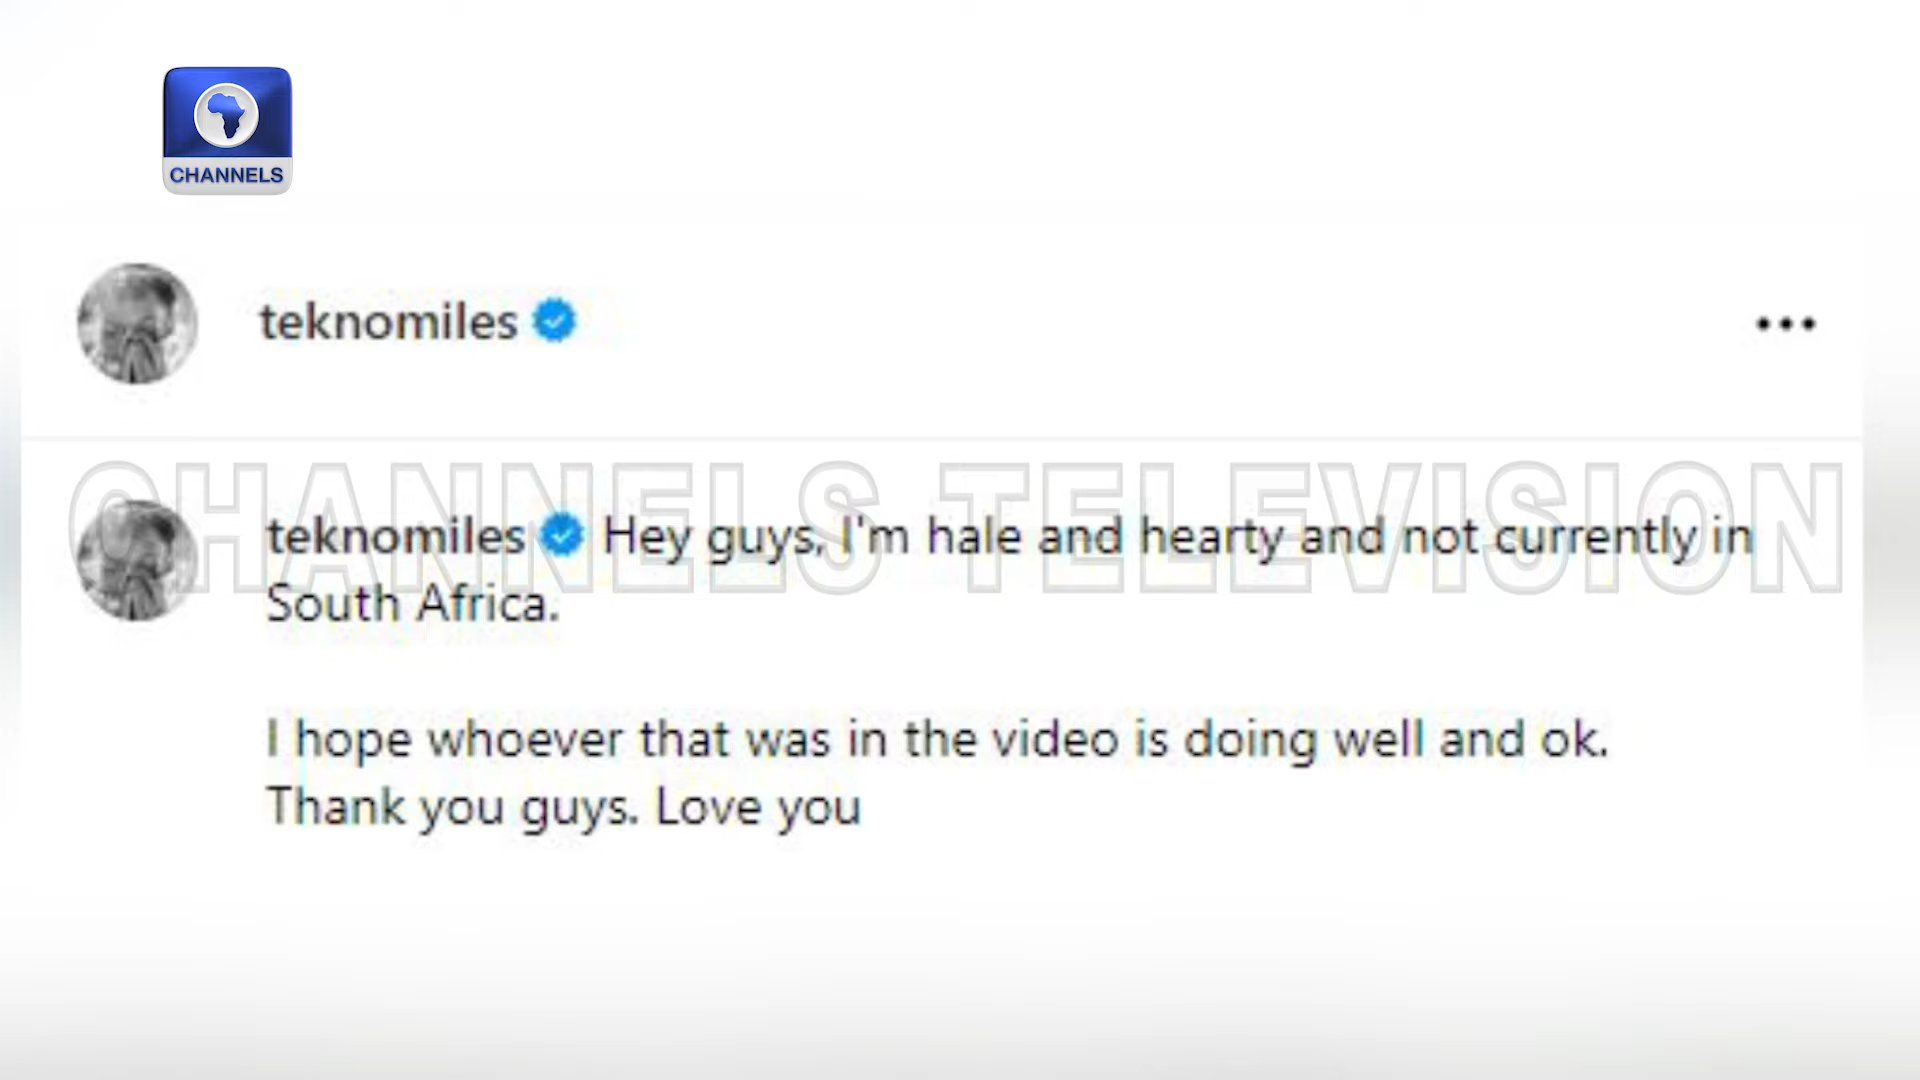 CHANNELS
teknomiles
CHANNELS TELEVISION
teknomiles Hey guys, I'm hale and hearty and not currently in
South Africa.
I hope whoever that was in the video is doing well and ok.
Thank you guys. Love you